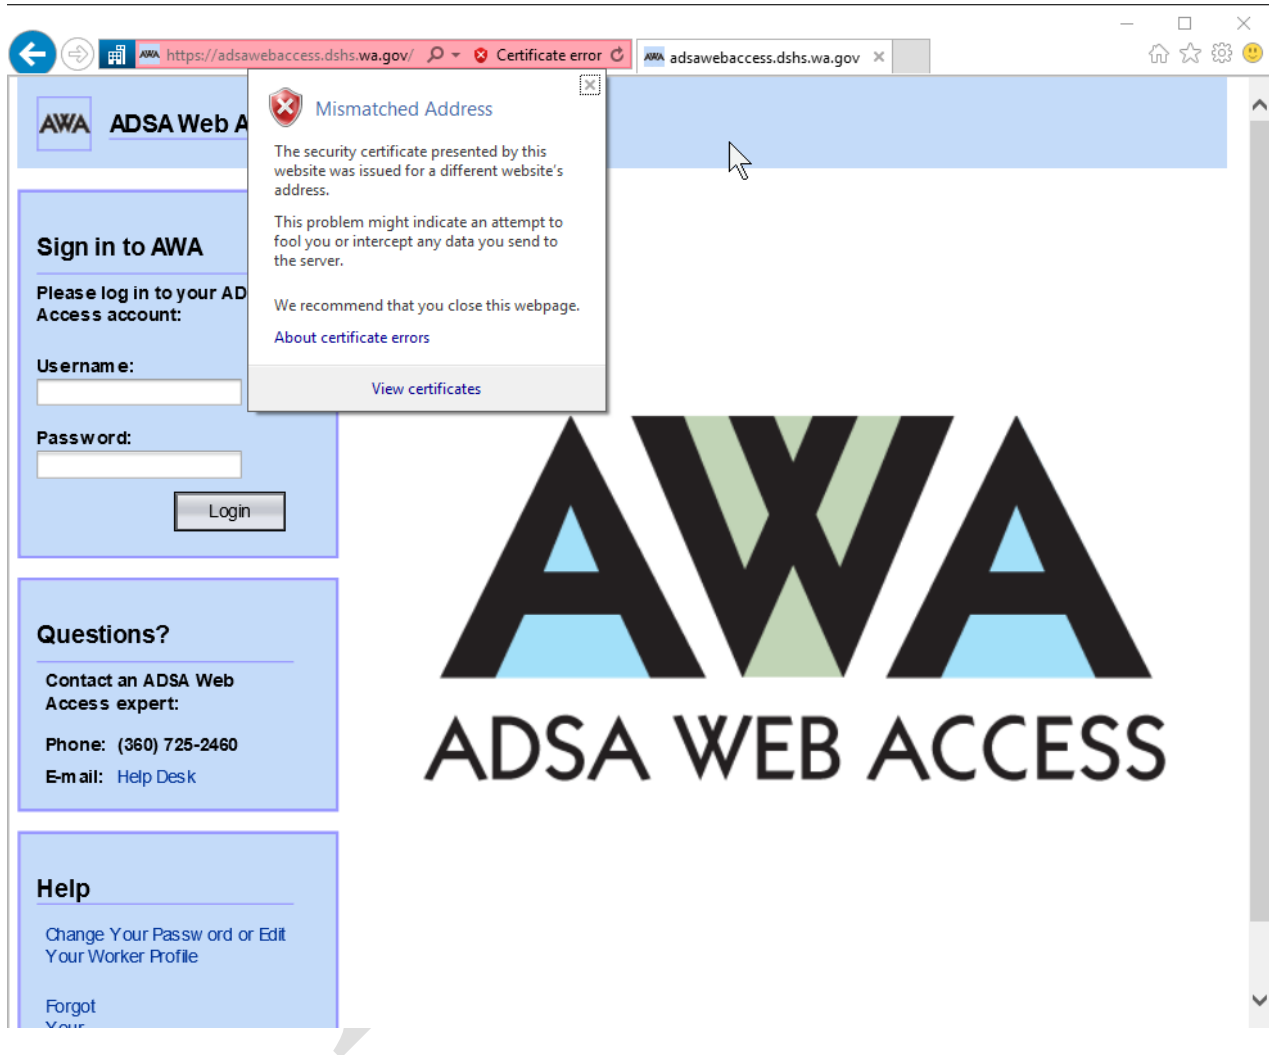 https://adsawebaccess.dshs.wa.gov/
Certificate error
adsawebaccess.dshs.wa.gov
AWA
ADSA Web A
Mismatched Address
The security certificate presented by this
website was issued for a different website's
address.
This problem might indicate an attempt to
fool you or intercept any data you send to
the server.
We recommend that you close this webpage.
About certificate errors
View certificates
Sign in to AWA
Please log in to your AD
Access account:
Username:
Password:
Login
Questions?
Contact an ADSA Web
Access expert:
Phone: (360) 725-2460
E-mail: Help Desk
Help
Change Your Password or Edit
Your Worker Profile
Forgot
Your
AWA
ADSA WEB ACCESS